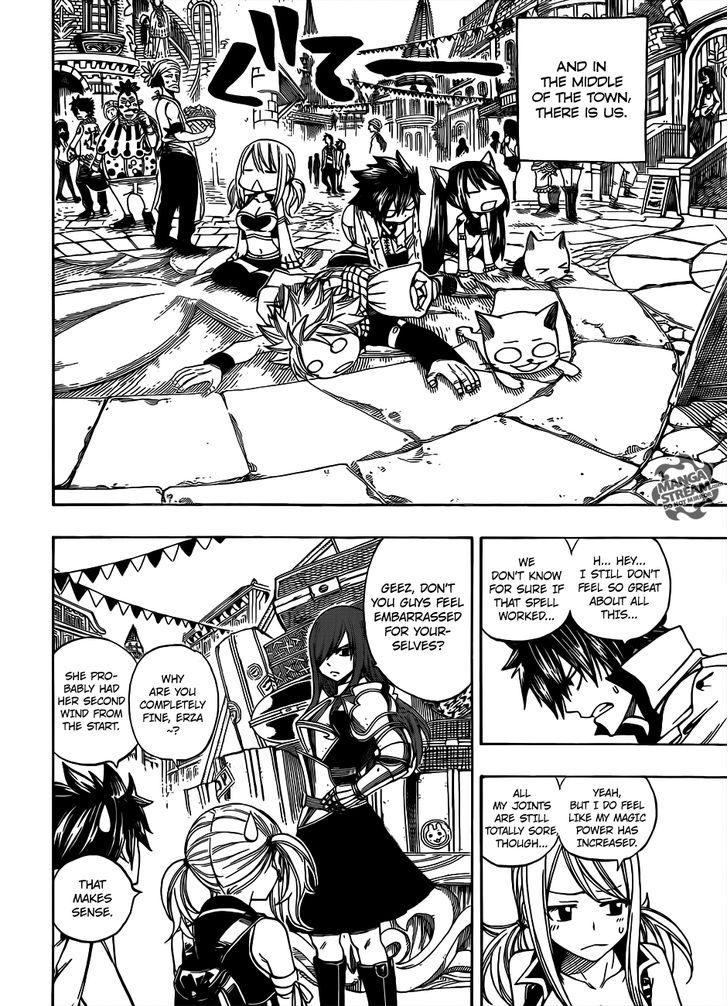 AND IN
THE MIDDLE
OF THE TOWN,
THERE IS US.
ぐてー
MANGA
STREAM
H... HEY...
I STILL DON'T
FEEL SO GREAT
ABOUT ALL
THIS...
WE
DON'T KNOW
FOR SURE IF
THAT SPELL
WORKED...
YEAH,
BUT I DO FEEL
LIKE MY MAGIC
POWER HAS
INCREASED.
ALL
MY JOINTS
ARE STILL
TOTALLY SORE
THOUGH...
GEEZ, DON'T
YOU GUYS FEEL
EMBARRASSED
FOR YOUR-
SELVES?
WHY
ARE YOU
COMPLETELY
FINE, ERZA
~?
SHE PRO-
BABLY HAD
HER SECOND
WIND FROM
THE START.
THAT
MAKES
SENSE.